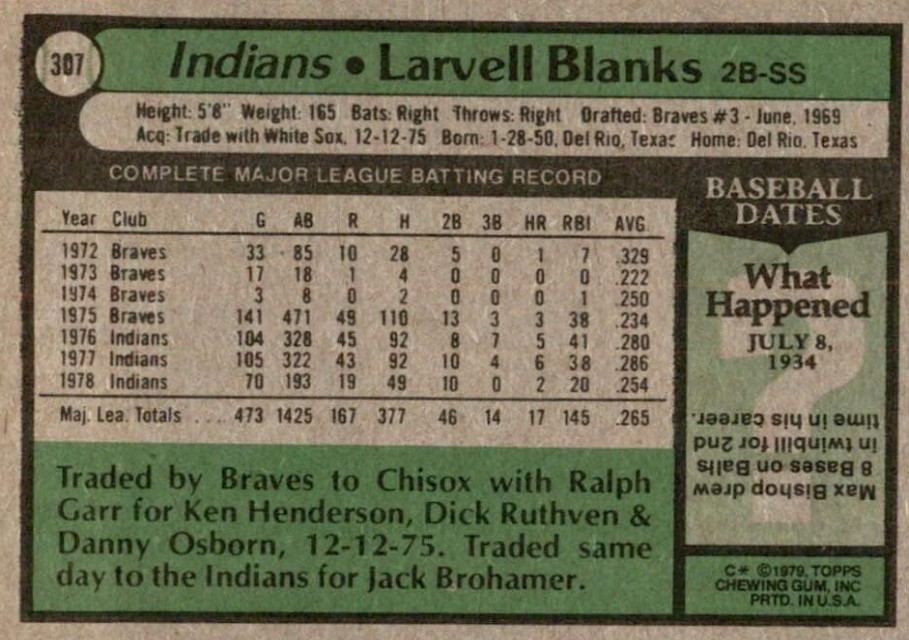 307
Indians • Larvell Blanks 2B-SS
Height: 5'8" Weight: 165 Bats: Right Throws: Right Drafted: Braves #3 - June, 1969
Acq: Trade with White Sox, 12-12-75 Born: 1-28-50, Del Rio, Texas Home: Del Rio, Texas
COMPLETE MAJOR LEAGUE BATTING RECORD
Year Club G AB R H 2B 3B HR RBI AVG.
1972 Braves 33 85 10 28 5 0 1 7 .329
1973 Braves 17 18 1 4 0 0 0 0 .222
1974 Braves 3 8 0 2 0 0 0 1 .250
1975 Braves 141 471 49 110 13 3 3 38 .234
1976 Indians 104 328 45 92 8 7 5 41 .280
1977 Indians 105 322 43 92 10 4 6 38 .286
1978 Indians 70 193 19 49 10 0 2 20 .254
Maj. Lea. Totals .... 473 1425 167 377 46 14 17 145 .265
Traded by Braves to Chisox with Ralph
Garr for Ken Henderson, Dick Ruthven &
Danny Osborn, 12-12-75. Traded same
day to the Indians for Jack Brohamer.
BASEBALL
DATES
What
Happened
JULY 8,
1934
Max Bishop drew
8 Bases on Balls
in twinbill for 2nd
time in his career.
C* ©1979, TOPPS
CHEWING GUM, INC
PRTD. IN U.S.A.